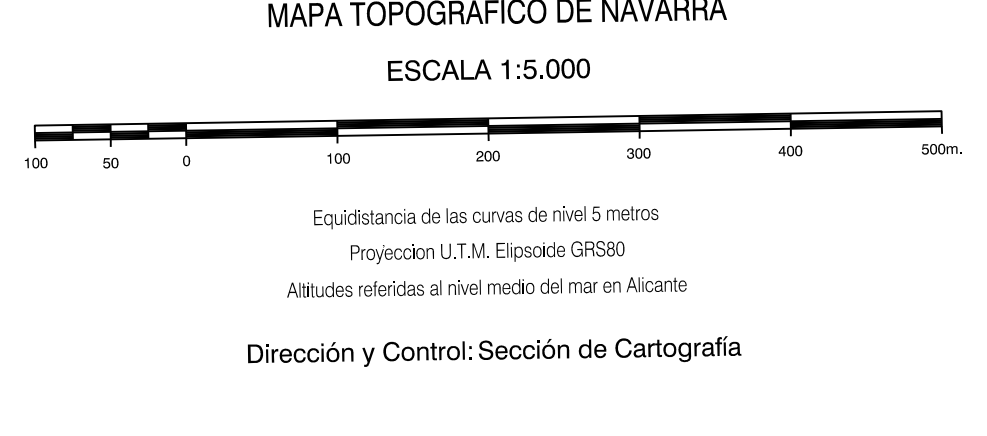 MAPA TOPOGRAFICO DE NAVARRA
ESCALA 1:5.000
100 50 0 100 200 300 400 500m.
Equidistancia de las curvas de nivel 5 metros
Proyeccion U.T.M. Elipsoide GRS80
Altitudes referidas al nivel medio del mar en Alicante
Dirección y Control: Sección de Cartografía